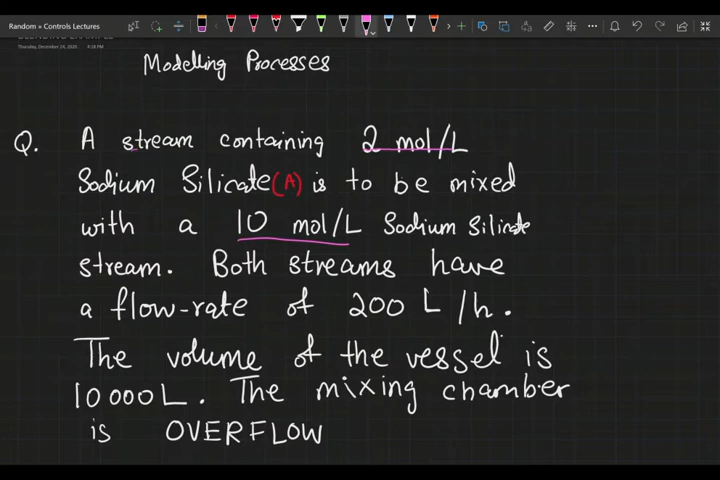 Random » Controls Lectures
Thursday, December 24, 2020 4:18 PM
Modelling Processes
Q. A stream containing 2 mol/L
Sodium Silicate (A) is to be mixed
with a 10 mol/L Sodium Silicate
stream. Both streams have
a flow-rate of 200 L/h.
The volume of the vessel is
10000L. The mixing chamber
is OVERFLOW